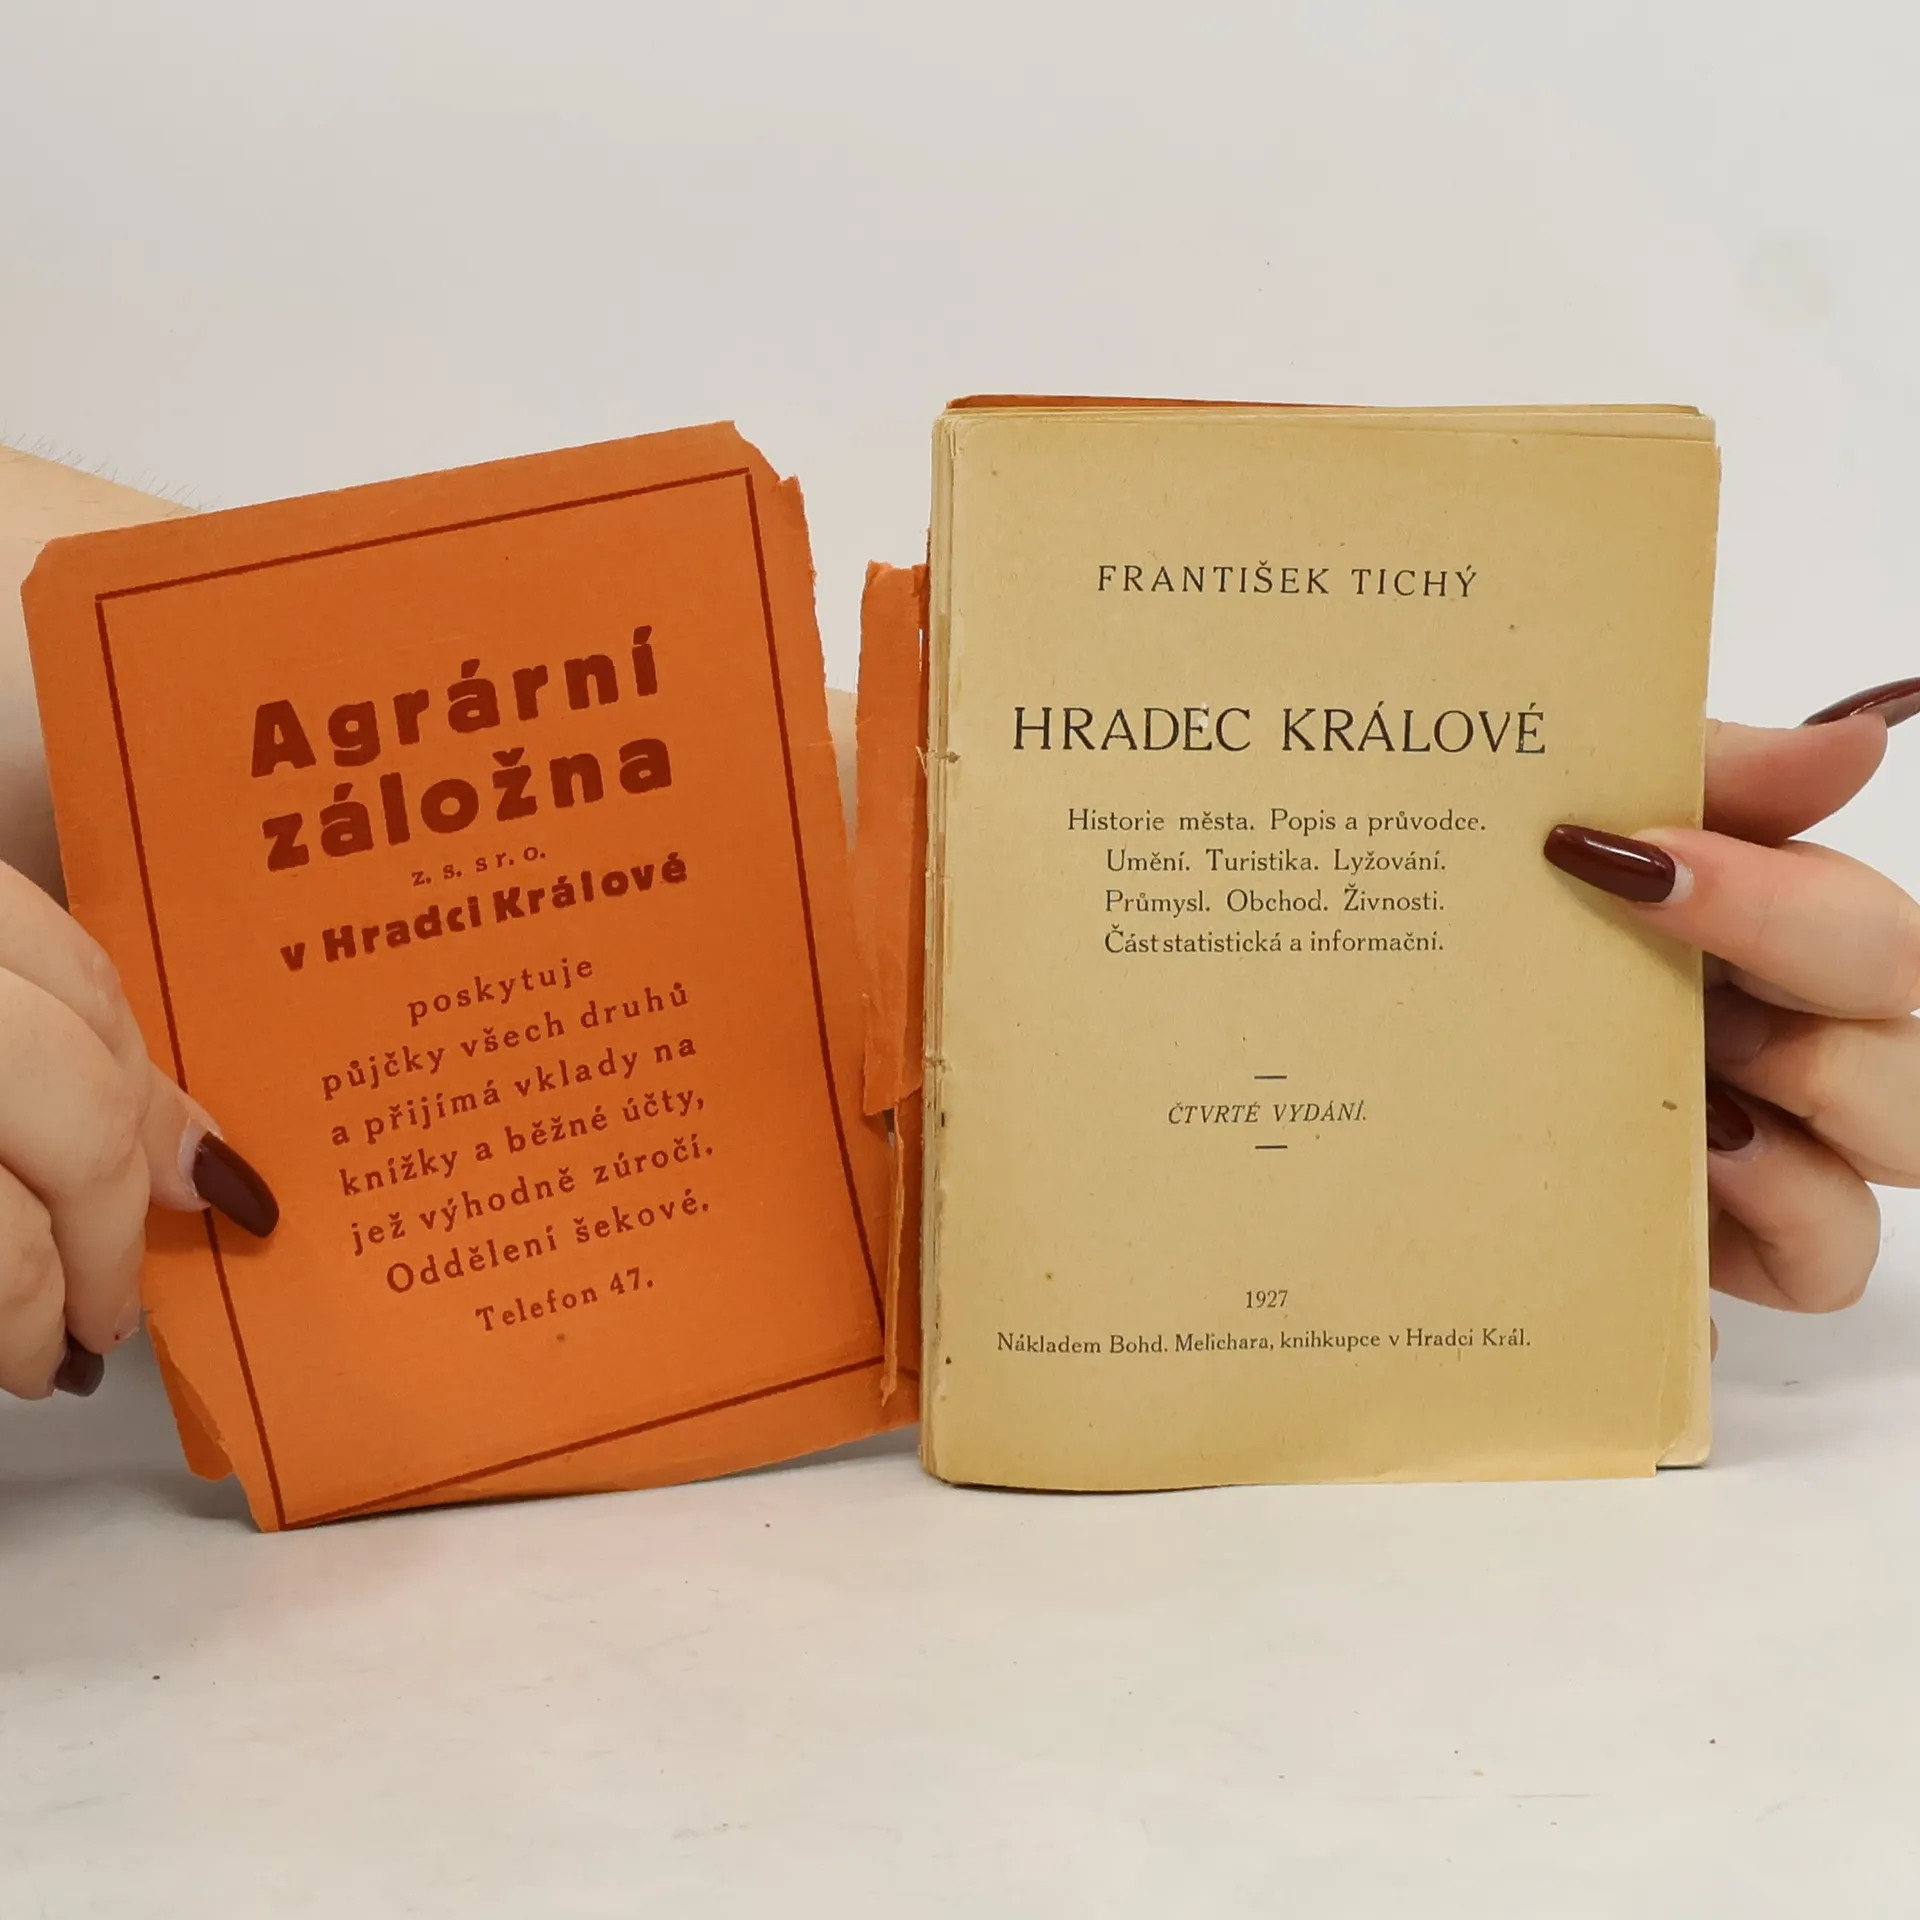 Agrární
záložna
z. s. s r. o.
v Hradci Králové
poskytuje
půjčky všech druhů
a přijímá vklady na
knížky a běžné účty,
jež výhodně zúročí.
Oddělení šekové.
Telefon 47.
FRANTIŠEK TICHÝ
HRADEC KRÁLOVÉ
Historie města. Popis a průvodce.
Umění. Turistika. Lyžování.
Průmysl. Obchod. Živnosti.
Část statistická a informační.
ČTVRTÉ VYDÁNÍ.
1927
Nákladem Bohd. Melichara, knihkupce v Hradci Král.